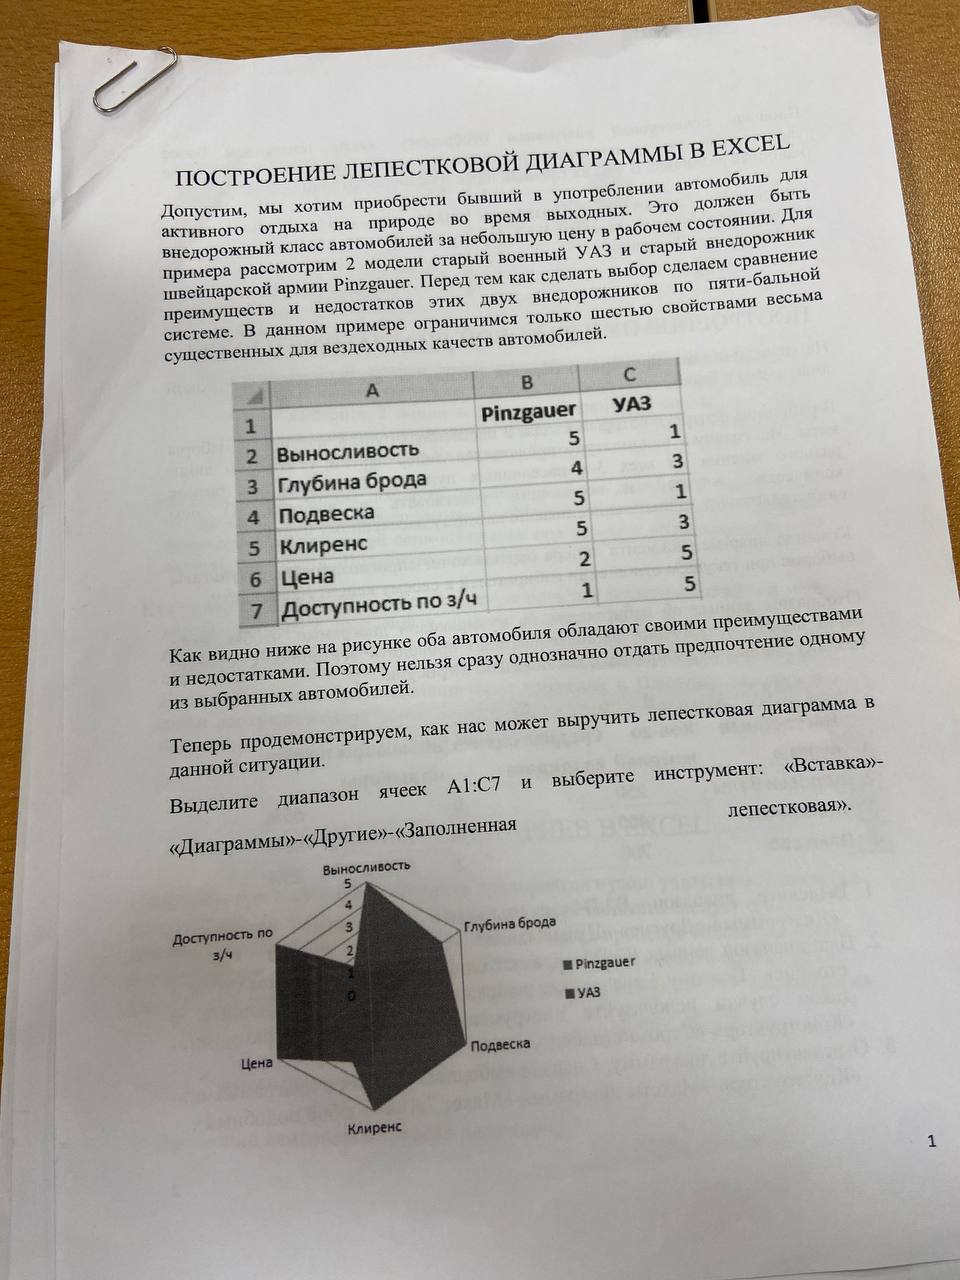 ПОСТРОЕНИЕ ЛЕПЕСТКОВОЙ ДИАГРАММЫ В EXCEL
Допустим, мы хотим приобрести бывший в употреблении автомобиль для
активного отдыха на природе во время выходных. Это должен быть
внедорожный класс автомобилей за небольшую цену в рабочем состоянии. Для
примера рассмотрим 2 модели старый военный УАЗ и старый внедорожник
швейцарской армии Pinzgauer. Перед тем как сделать выбор сделаем сравнение
преимуществ и недостатков этих двух внедорожников по пяти-бальной
системе. В данном примере ограничимся только шестью свойствами весьма
существенных для вездеходных качеств автомобилей.
A B C
1 Pinzgauer УАЗ
2 Выносливость 5 1
3 Глубина брода 4 3
4 Подвеска 5 1
5 Клиренс 5 3
6 Цена 2 5
7 Доступность по з/ч 1 5
Как видно ниже на рисунке оба автомобиля обладают своими преимуществами
и недостатками. Поэтому нельзя сразу однозначно отдать предпочтение одному
из выбранных автомобилей.
Теперь продемонстрируем, как нас может выручить лепестковая диаграмма в
данной ситуации.
Выделите диапазон ячеек A1:C7 и выберите инструмент: «Вставка»-
«Диаграммы»-«Другие»-«Заполненная лепестковая».
Выносливость
5
4
3
2
1
0
Глубина брода
Доступность по
з/ч
Pinzgauer
УАЗ
Подвеска
Цена
Клиренс
1